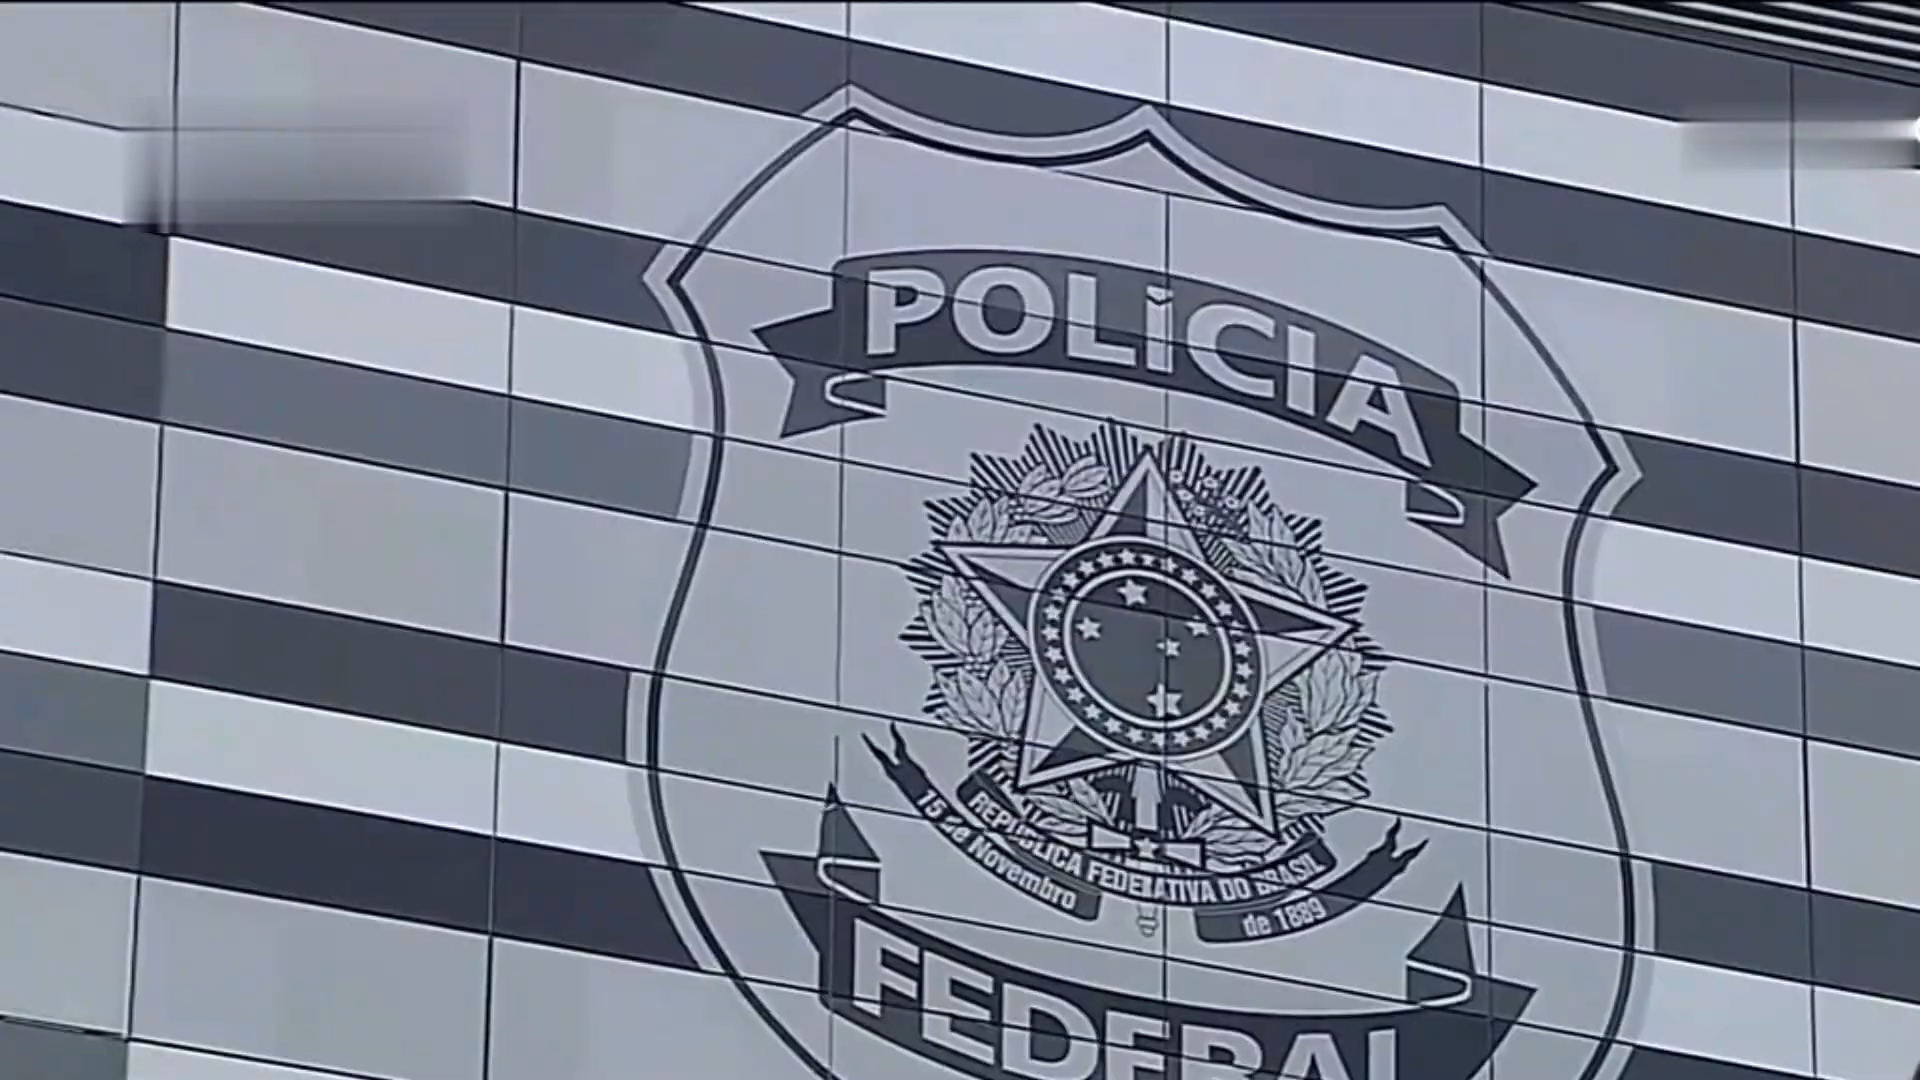 POLÍCIA
REPÚBLICA FEDERATIVA DO BRASIL
15 de Novembro
de 1889
FEDERAL